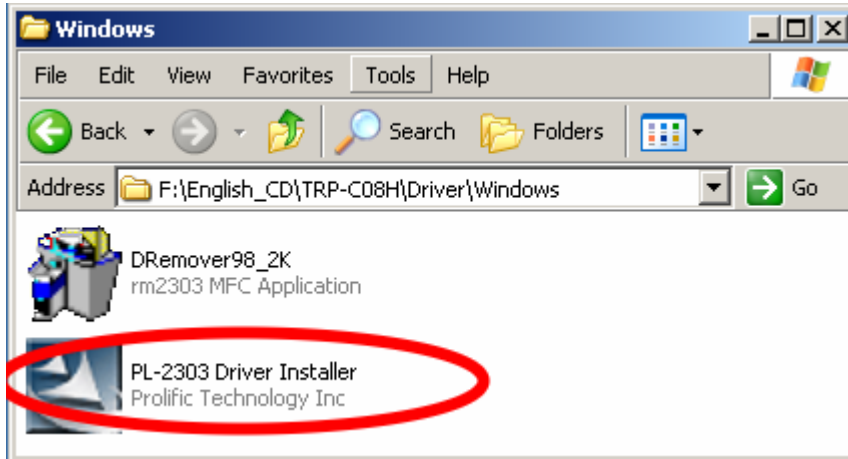 Windows
File Edit View Favorites Tools Help
Back Search Folders
Address F:\English_CD\TRP-C08H\Driver\Windows Go
DRemover98_2K
rm2303 MFC Application
PL-2303 Driver Installer
Prolific Technology Inc